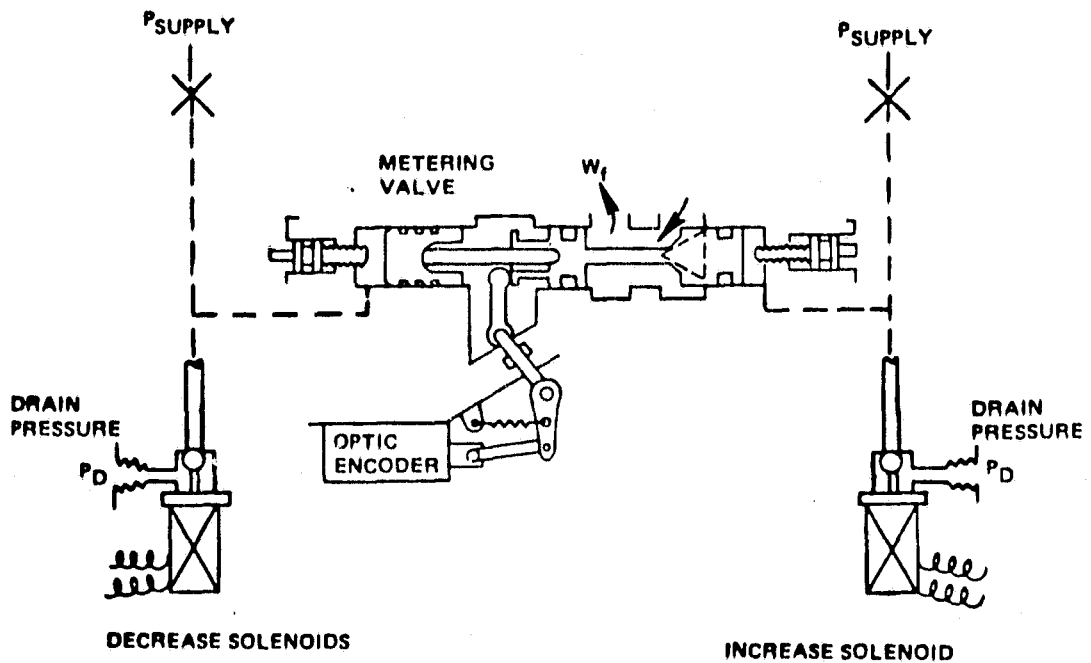 PSUPPLY
PSUPPLY
METERING
VALVE
Wf
DRAIN
PRESSURE
PD
OPTIC
ENCODER
DRAIN
PRESSURE
PD
DECREASE SOLENOIDS
INCREASE SOLENOID